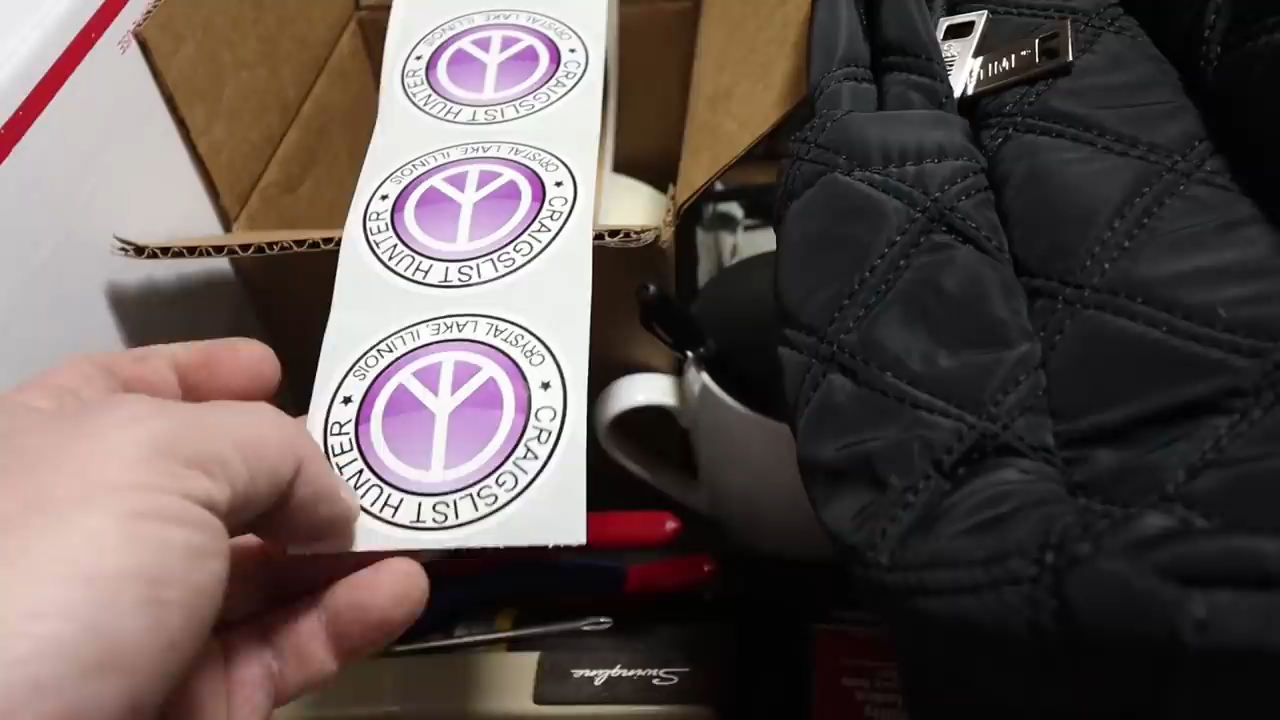 CRAIGSLIST HUNTER
★ CRYSTAL LAKE, ILLINOIS ★
CRAIGSLIST HUNTER
★ CRYSTAL LAKE, ILLINOIS ★
CRAIGSLIST HUNTER
★ CRYSTAL LAKE, ILLINOIS ★
Swingline